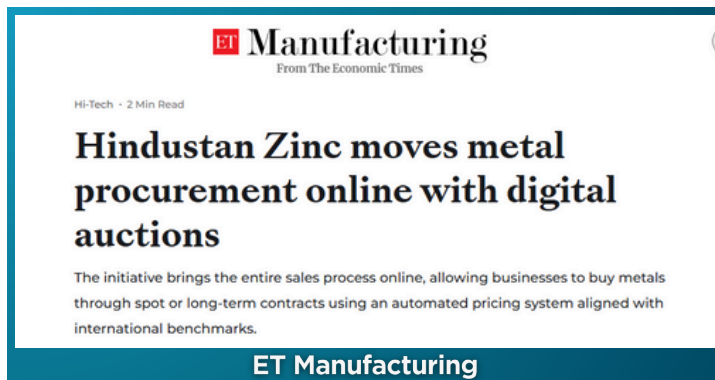 ET Manufacturing
From The Economic Times
Hi-Tech · 2 Min Read
Hindustan Zinc moves metal
procurement online with digital
auctions
The initiative brings the entire sales process online, allowing businesses to buy metals
through spot or long-term contracts using an automated pricing system aligned with
international benchmarks.
ET Manufacturing